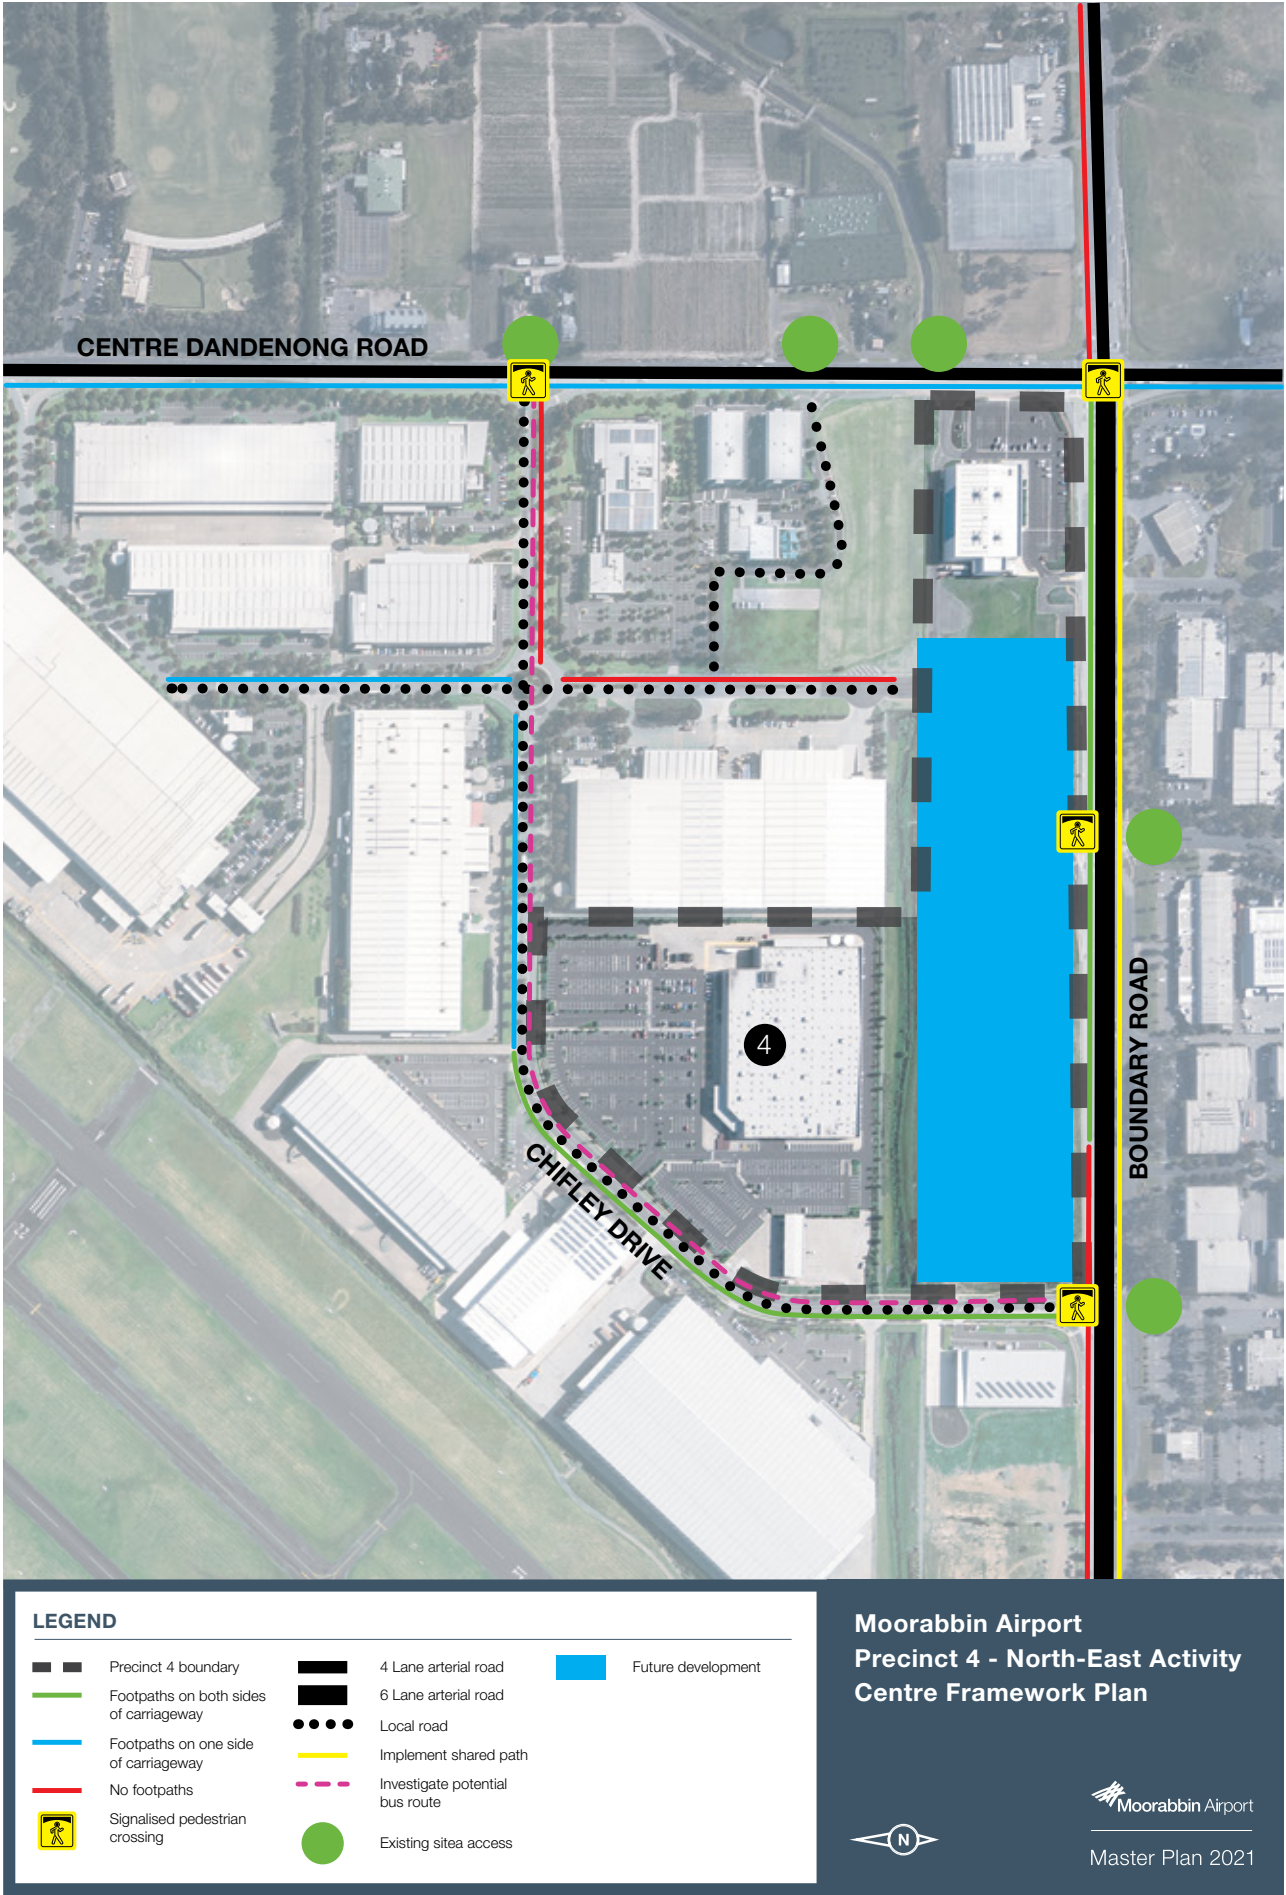 CENTRE DANDENONG ROAD
4
BOUNDARY ROAD
CHIFLEY DRIVE
LEGEND
Precinct 4 boundary
Footpaths on both sides
of carriageway
Footpaths on one side
of carriageway
No footpaths
Signalised pedestrian
crossing
4 Lane arterial road
6 Lane arterial road
Local road
Implement shared path
Investigate potential
bus route
Existing sitea access
Future development
Moorabbin Airport
Precinct 4 - North-East Activity
Centre Framework Plan
N
Moorabbin Airport
Master Plan 2021